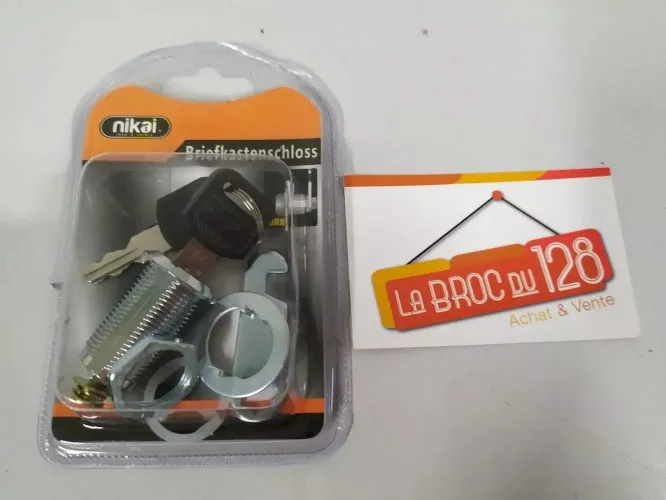 nikai
Briefkastenschloss
LA BROC DU 128
Achat & Vente